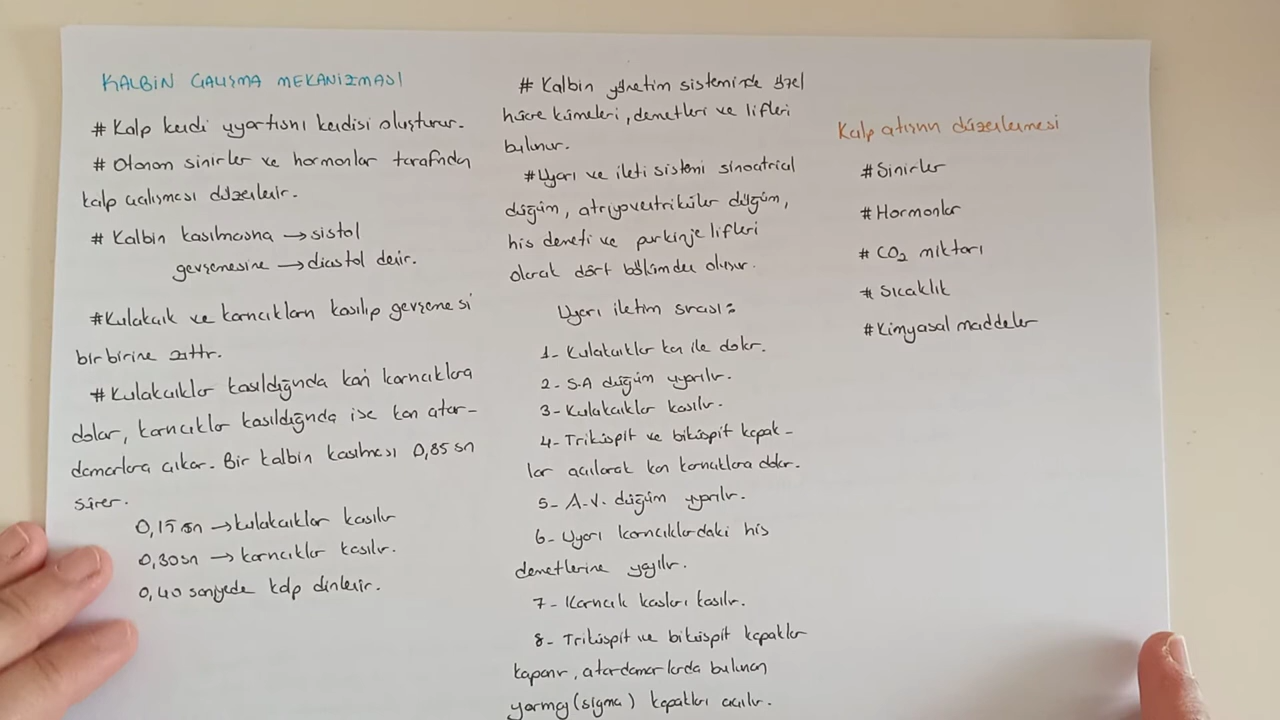 KALBİN ÇALIŞMA MEKANİZMASI
# Kalp kendi uyartısını kendisi oluşturur.
# Otonom sinirler ve hormonlar tarafından
kalp çalışması düzenlenir.
# Kalbin kasılmasına → sistol
gevşemesine → diastol denir.
# Kulakçık ve karıncıkların kasılıp gevşemesi
birbirine zıttır.
# Kulakçıklar kasıldığında kan karıncıklara
dolar, karıncıklar kasıldığında ise kan atar-
damarlara çıkar. Bir kalbin kasılması 0,85 sn
sürer.
0,15 sn → kulakçıklar kasılır
0,30 sn → karıncıklar kasılır.
0,40 saniyede kalp dinlenir.
# Kalbin yönetim sisteminde özel
hücre kümeleri, demetleri ve lifleri
bulunur.
# Uyarı ve ileti sistemi sinoatrial
düğüm, atriyoventriküler düğüm,
his demeti ve purkinje lifleri
olarak dört bölümden oluşur.
Uyarı iletim sırası:
1- Kulakçıklar kan ile dolar.
2- S.A düğüm uyarılır.
3- Kulakçıklar kasılır.
4- Triküspit ve biküspit kapak-
lar açılarak kan karıncıklara dolar.
5- A.V. düğüm uyarılır.
6- Uyarı karıncıklardaki his
demetlerine yayılır.
7- Karıncık kasları kasılır.
8- Triküspit ve biküspit kapaklar
kapanır, atardamarlarda bulunan
yarımay (sigma) kapakları açılır.
Kalp atışının düzenlenmesi
# Sinirler
# Hormonlar
# CO₂ miktarı
# Sıcaklık
# Kimyasal maddeler